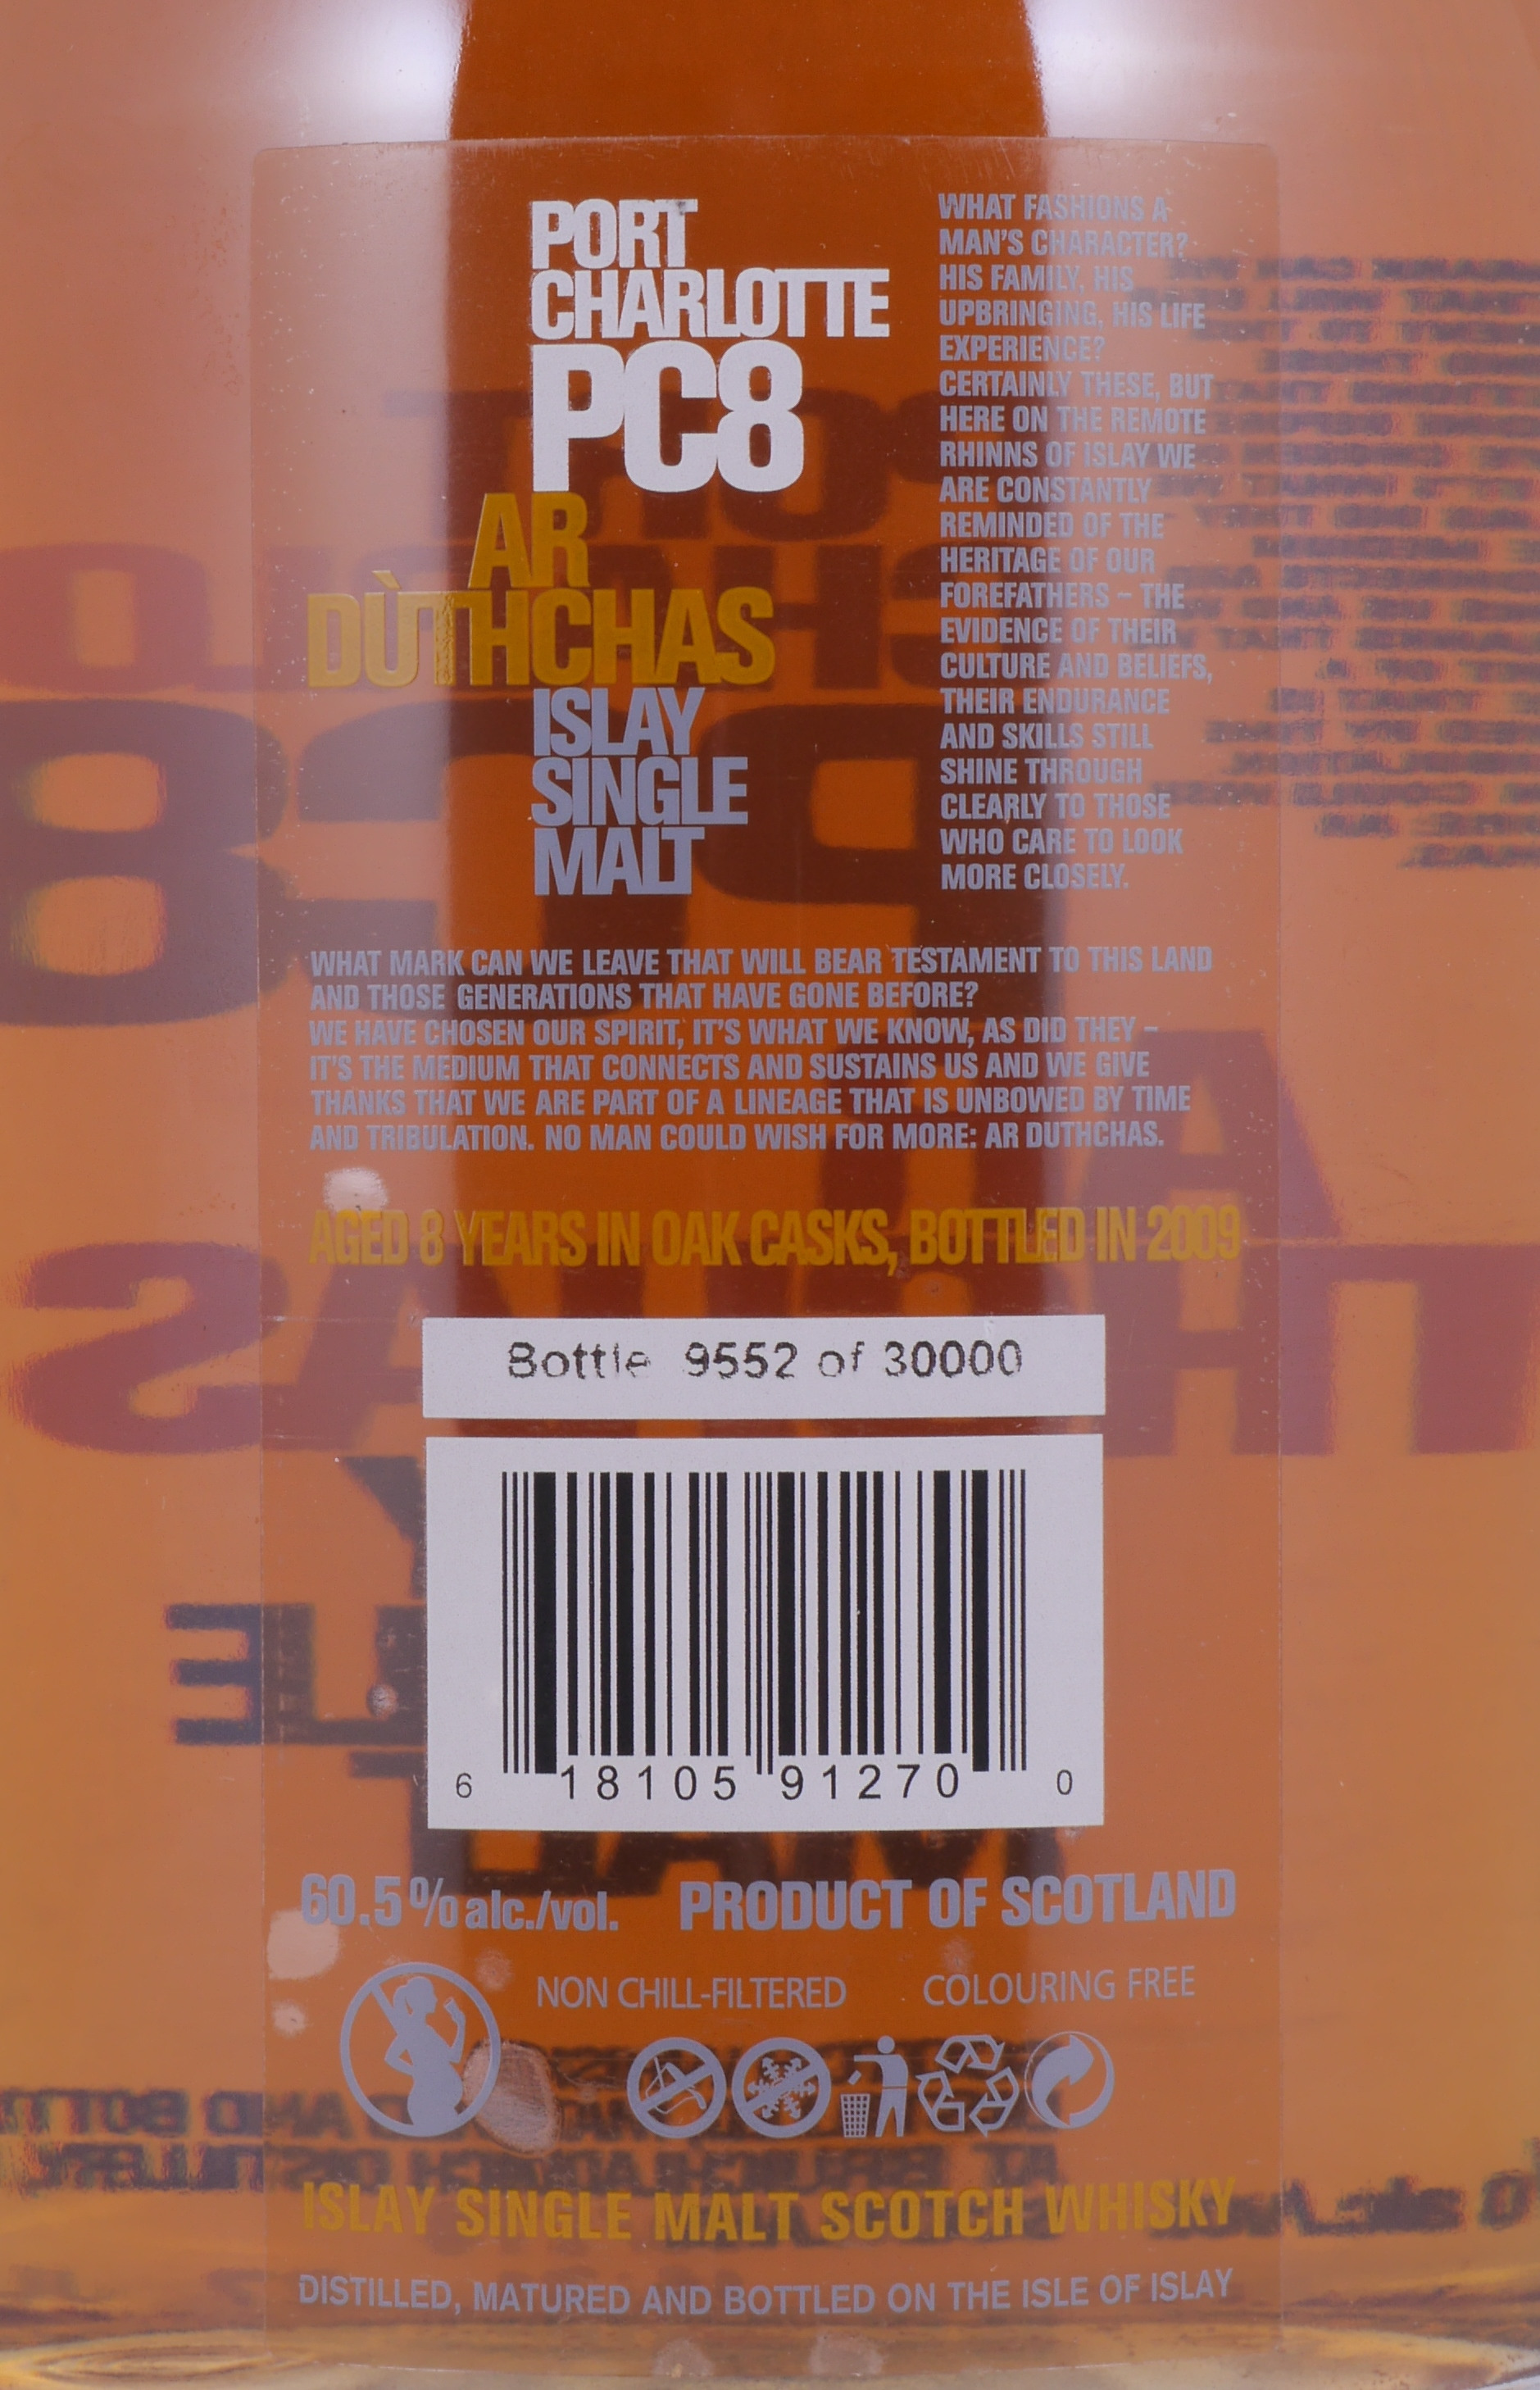 PORT
CHARLOTTE
PC8
AR
DÙTHCHAS
ISLAY
SINGLE
MALT
WHAT FASHIONS A
MAN'S CHARACTER?
HIS FAMILY, HIS
UPBRINGING, HIS LIFE
EXPERIENCE?
CERTAINLY THESE, BUT
HERE ON THE REMOTE
RHINNS OF ISLAY WE
ARE CONSTANTLY
REMINDED OF THE
HERITAGE OF OUR
FOREFATHERS – THE
EVIDENCE OF THEIR
CULTURE AND BELIEFS,
THEIR ENDURANCE
AND SKILLS STILL
SHINE THROUGH
CLEARLY TO THOSE
WHO CARE TO LOOK
MORE CLOSELY.
WHAT MARK CAN WE LEAVE THAT WILL BEAR TESTAMENT TO THIS LAND
AND THOSE GENERATIONS THAT HAVE GONE BEFORE?
WE HAVE CHOSEN OUR SPIRIT, IT'S WHAT WE KNOW, AS DID THEY –
IT'S THE MEDIUM THAT CONNECTS AND SUSTAINS US AND WE GIVE
THANKS THAT WE ARE PART OF A LINEAGE THAT IS UNBOWED BY TIME
AND TRIBULATION. NO MAN COULD WISH FOR MORE: AR DUTHCHAS.
AGED 8 YEARS IN OAK CASKS, BOTTLED IN 2009
Bottle 9552 of 30000
6 18105 91270 0
60.5% alc./vol. PRODUCT OF SCOTLAND
NON CHILL-FILTERED COLOURING FREE
ISLAY SINGLE MALT SCOTCH WHISKY
DISTILLED, MATURED AND BOTTLED ON THE ISLE OF ISLAY